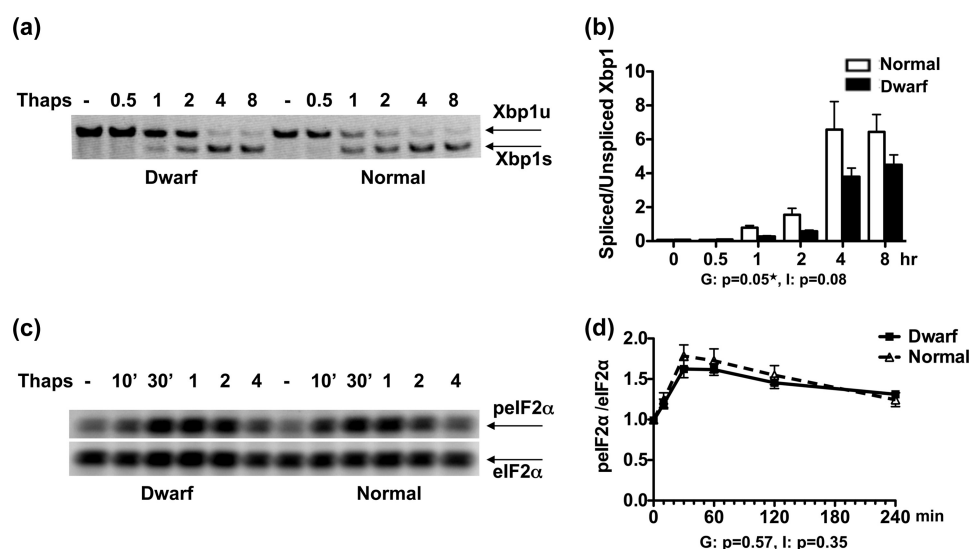 (a)
Thaps - 0.5 1 2 4 8 - 0.5 1 2 4 8
Xbp1u
Xbp1s
Dwarf Normal
(b)
Normal
Dwarf
Spliced/Unspliced Xbp1
10
8
6
4
2
0
0 0.5 1 2 4 8 hr
G: p=0.05*, I: p=0.08
(c)
Thaps - 10' 30' 1 2 4 - 10' 30' 1 2 4
peIF2α
eIF2α
Dwarf Normal
(d)
Dwarf
Normal
peIF2α/eIF2α
2.0
1.5
1.0
0.5
0.0
0 60 120 180 240 min
G: p=0.57, I: p=0.35